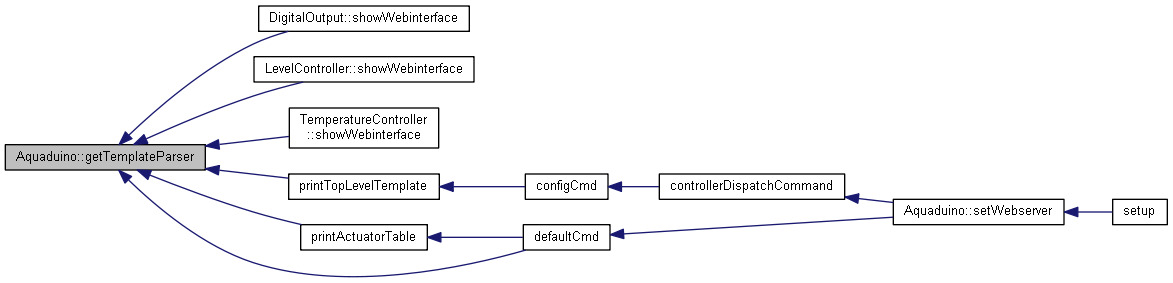 DigitalOutput::showWebinterface
LevelController::showWebinterface
TemperatureController
::showWebinterface
Aquaduino::getTemplateParser
printTopLevelTemplate
configCmd
controllerDispatchCommand
Aquaduino::setWebserver
setup
printActuatorTable
defaultCmd